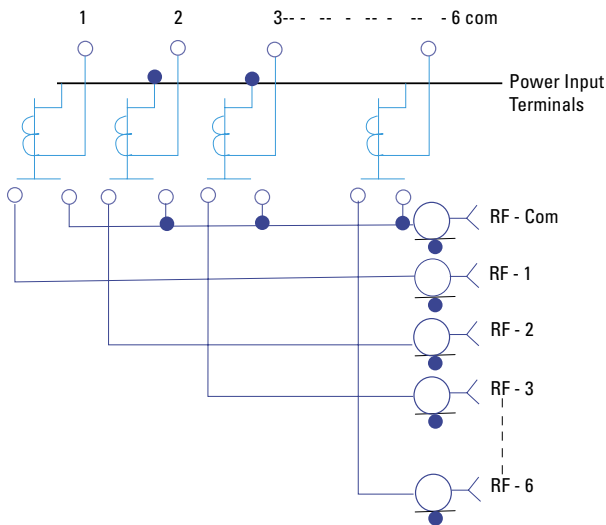 1 2 3-- - -- - -- -- - -- - 6 com
Power Input
Terminals
RF - Com
RF - 1
RF - 2
RF - 3
RF - 6